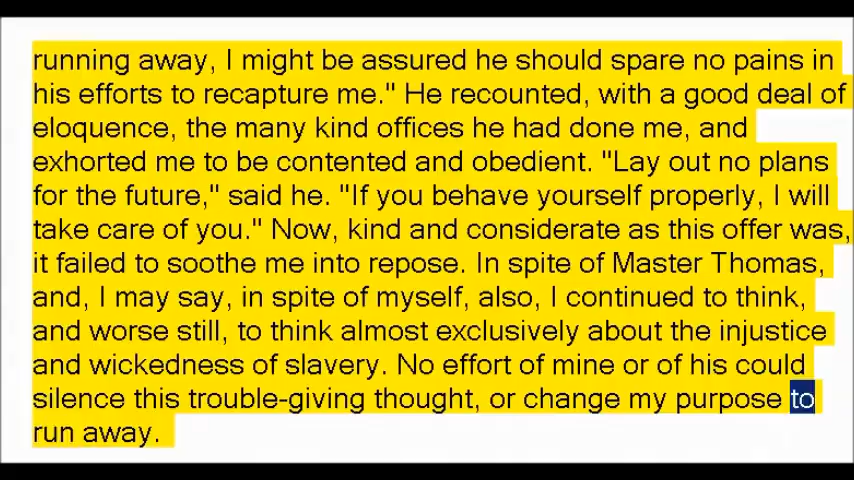 running away, I might be assured he should spare no pains in
his efforts to recapture me." He recounted, with a good deal of
eloquence, the many kind offices he had done me, and
exhorted me to be contented and obedient. "Lay out no plans
for the future," said he. "If you behave yourself properly, I will
take care of you." Now, kind and considerate as this offer was,
it failed to soothe me into repose. In spite of Master Thomas,
and, I may say, in spite of myself, also, I continued to think,
and worse still, to think almost exclusively about the injustice
and wickedness of slavery. No effort of mine or of his could
silence this trouble-giving thought, or change my purpose to
run away.